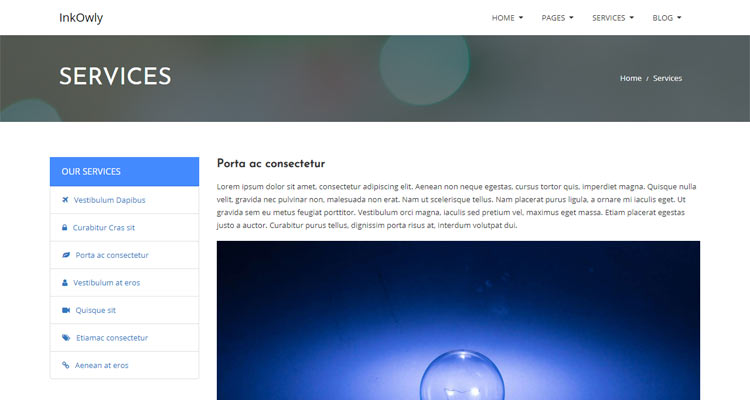 InkOwly
HOME PAGES SERVICES BLOG
SERVICES
Home / Services
OUR SERVICES
Vestibulum Dapibus
Curabitur Cras sit
Porta ac consectetur
Vestibulum at eros
Quisque sit
Etiamac consectetur
Aenean at eros
Porta ac consectetur
Lorem ipsum dolor sit amet, consectetur adipiscing elit. Aenean non neque egestas, cursus tortor quis, imperdiet magna. Quisque nulla
velit, gravida nec pulvinar non, malesuada non erat. Nam ut scelerisque tellus. Nam placerat purus ligula, a ornare mi iaculis eget. Ut
gravida sem eu metus feugiat porttitor. Vestibulum orci magna, iaculis sed pretium vel, maximus eget massa. Etiam placerat egestas
justo a auctor. Curabitur purus tellus, dignissim porta risus at, interdum volutpat dui.